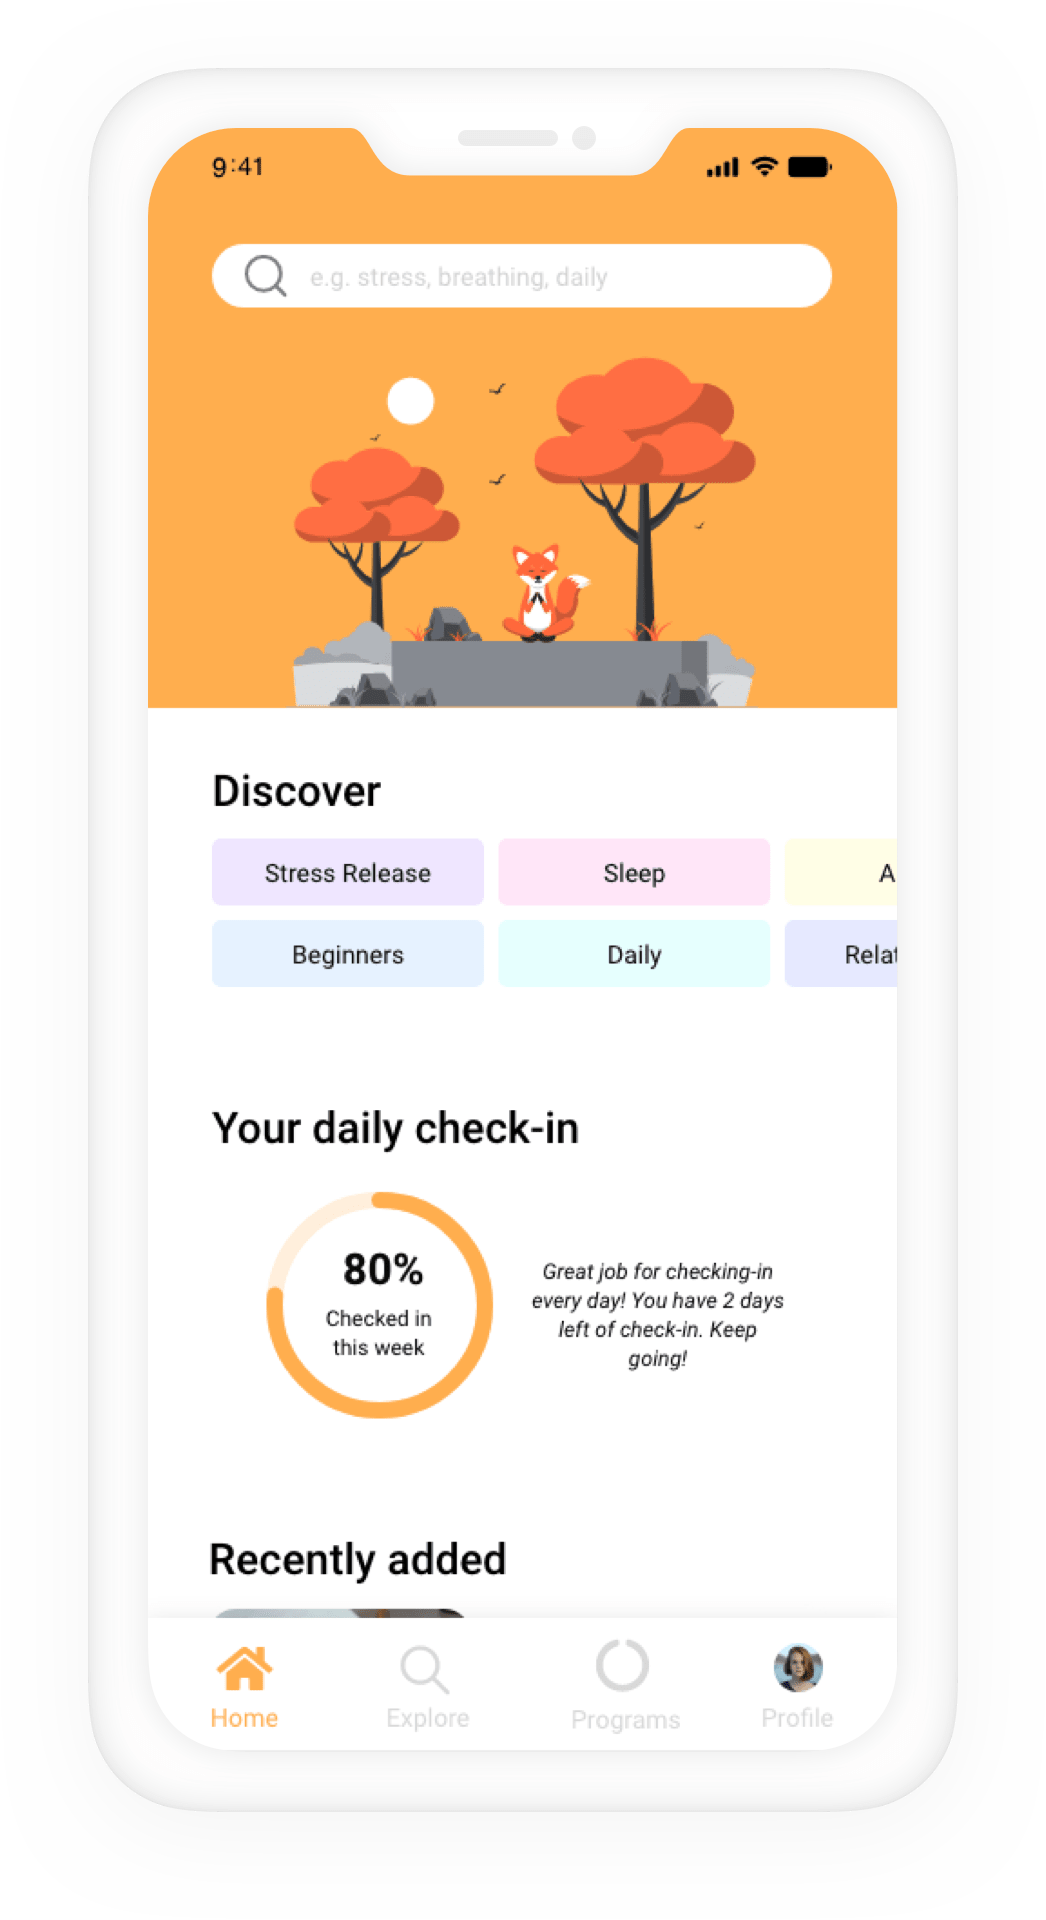 9:41
e.g. stress, breathing, daily
Discover
Stress Release
Sleep
Beginners
Daily
Your daily check-in
80%
Checked in
this week
Great job for checking-in
every day! You have 2 days
left of check-in. Keep
going!
Recently added
Home
Explore
Programs
Profile